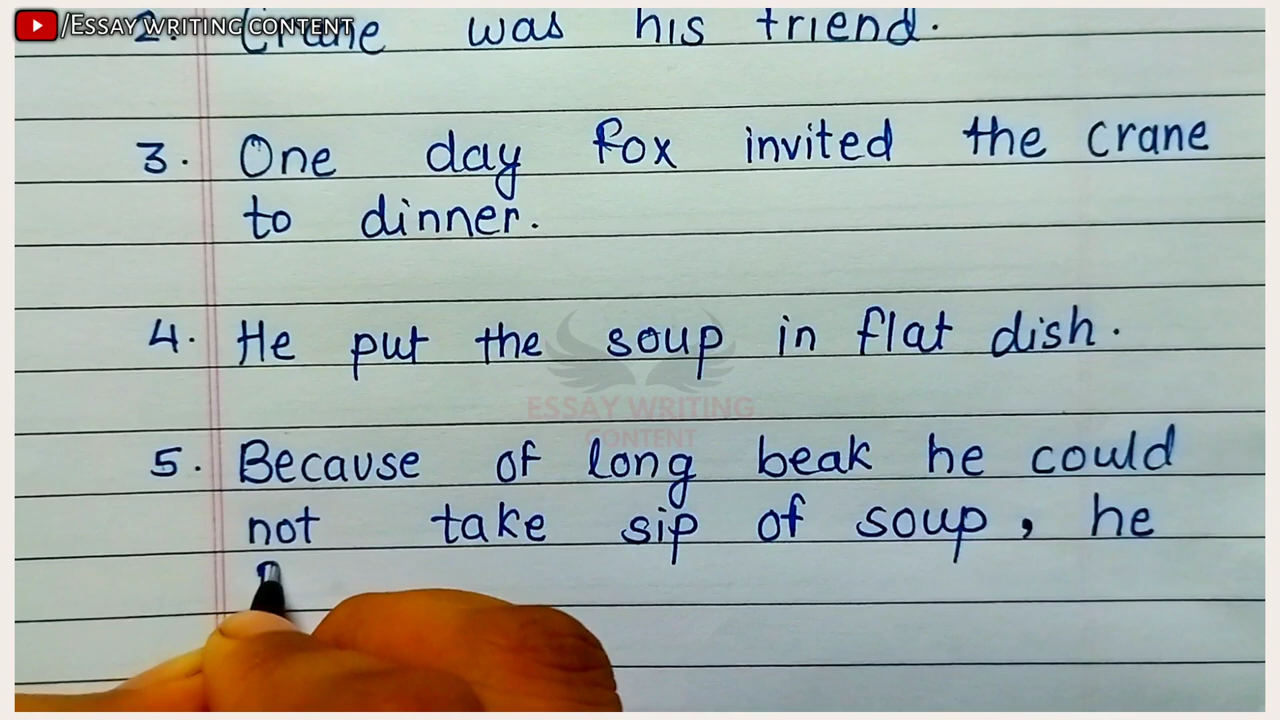 /ESSAY WRITING CONTENT
2. Crane was his friend.
3. One day fox invited the crane
to dinner.
4. He put the soup in flat dish.
ESSAY WRITING
CONTENT
5. Because of long beak he could
not take sip of soup, he